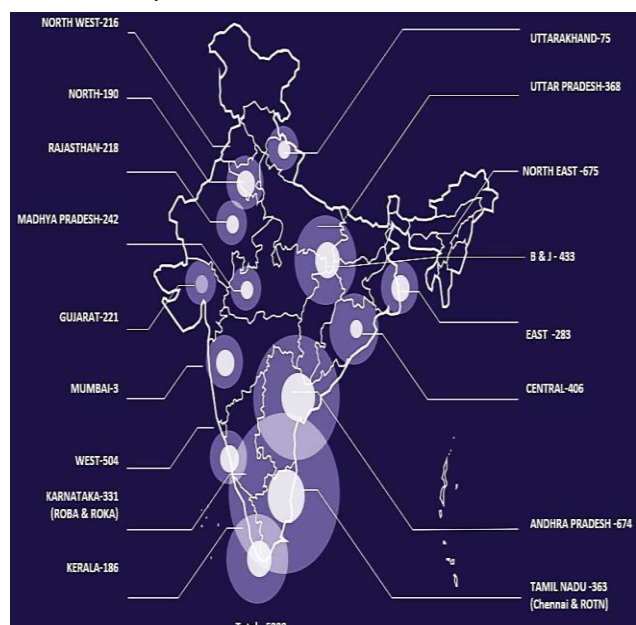 NORTH WEST-216
NORTH-190
RAJASTHAN-218
MADHYA PRADESH-242
GUJARAT-221
MUMBAI-3
WEST-504
KARNATAKA-331
(ROBA & ROKA)
KERALA-186
UTTARAKHAND-75
UTTAR PRADESH-368
NORTH EAST -675
B & J - 433
EAST -283
CENTRAL-406
ANDHRA PRADESH -674
TAMIL NADU -363
(Chennai & ROTN)